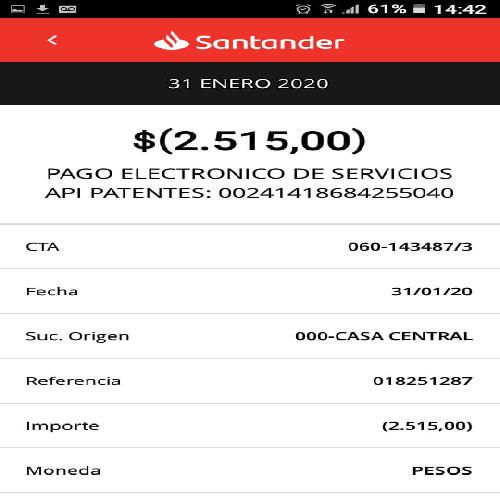 61% 14:42
Santander
31 ENERO 2020
$(2.515,00)
PAGO ELECTRONICO DE SERVICIOS
API PATENTES: 00241418684255040
CTA 060-143487/3
Fecha 31/01/20
Suc. Origen 000-CASA CENTRAL
Referencia 018251287
Importe (2.515,00)
Moneda PESOS